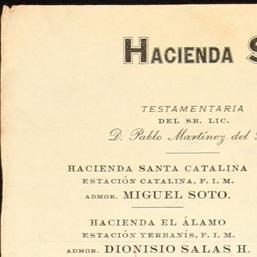 HACIENDA S
TESTAMENTARIA
DEL SR. LIC.
D. Pablo Martínez del
HACIENDA SANTA CATALINA
ESTACIÓN CATALINA, F. I. M.
ADMOR. MIGUEL SOTO.
HACIENDA EL ÁLAMO
ESTACIÓN YERBANÍS, F. I. M.
ADMOR. DIONISIO SALAS H.